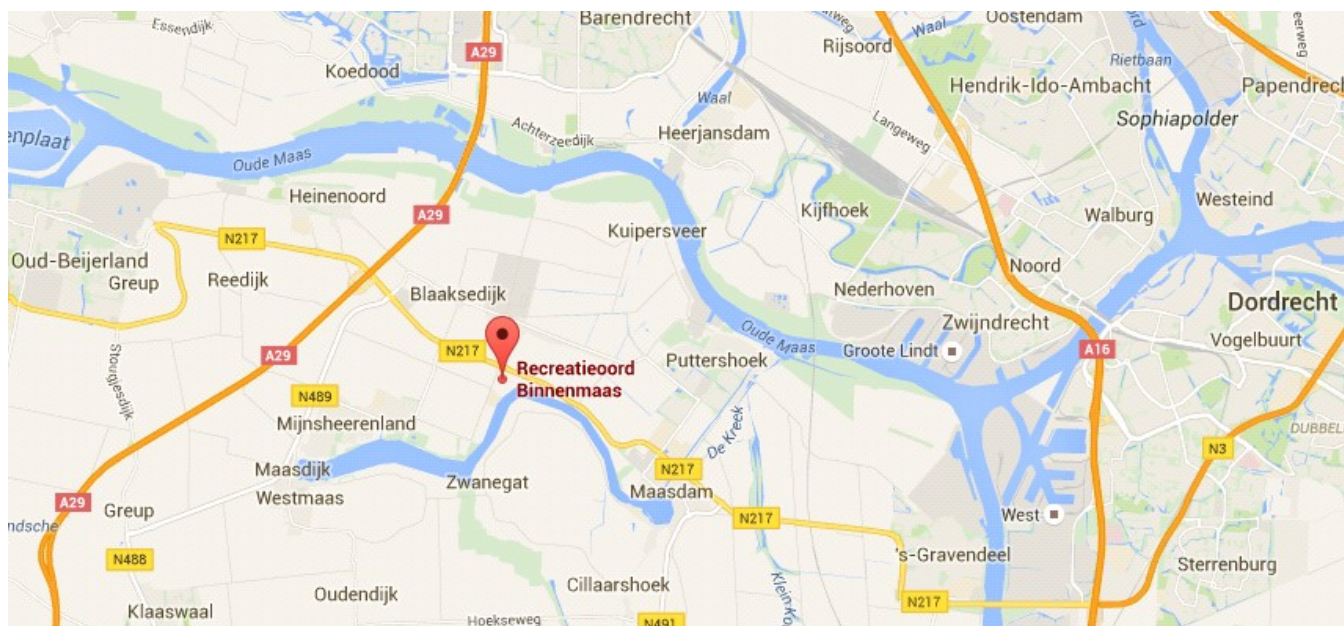 Essendijk
Barendrecht
Waal
Oostendam
A29
Rijsoord
Koedood
Rietbaan
Hendrik-Ido-Ambacht
Papendrecht
Waal
Langeweg
Sophiapolder
Achterzeedijk
Heerjansdam
enplaat
Oude Maas
Heinenoord
A29
Kijfhoek
Walburg
Westeind
Kuipersveer
N217
Oud-Beijerland
Greup
Reedijk
Noord
Blaaksedijk
Nederhoven
Dordrecht
Oude Maas
Zwijndrecht
Vogelbuurt
A29
N217
Puttershoek
Groote Lindt
A16
Recreatieoord
Binnenmaas
Stougjesdijk
N489
Mijnsheerenland
De Kreek
DUBBEL
N3
Maasdijk
N217
Zwanegat
Maasdam
Westmaas
A29
Greup
N217
West
ndsche
's-Gravendeel
N488
Sterrenburg
Cillaarshoek
Oudendijk
N217
Klaaswaal
Hoekseweg
N491